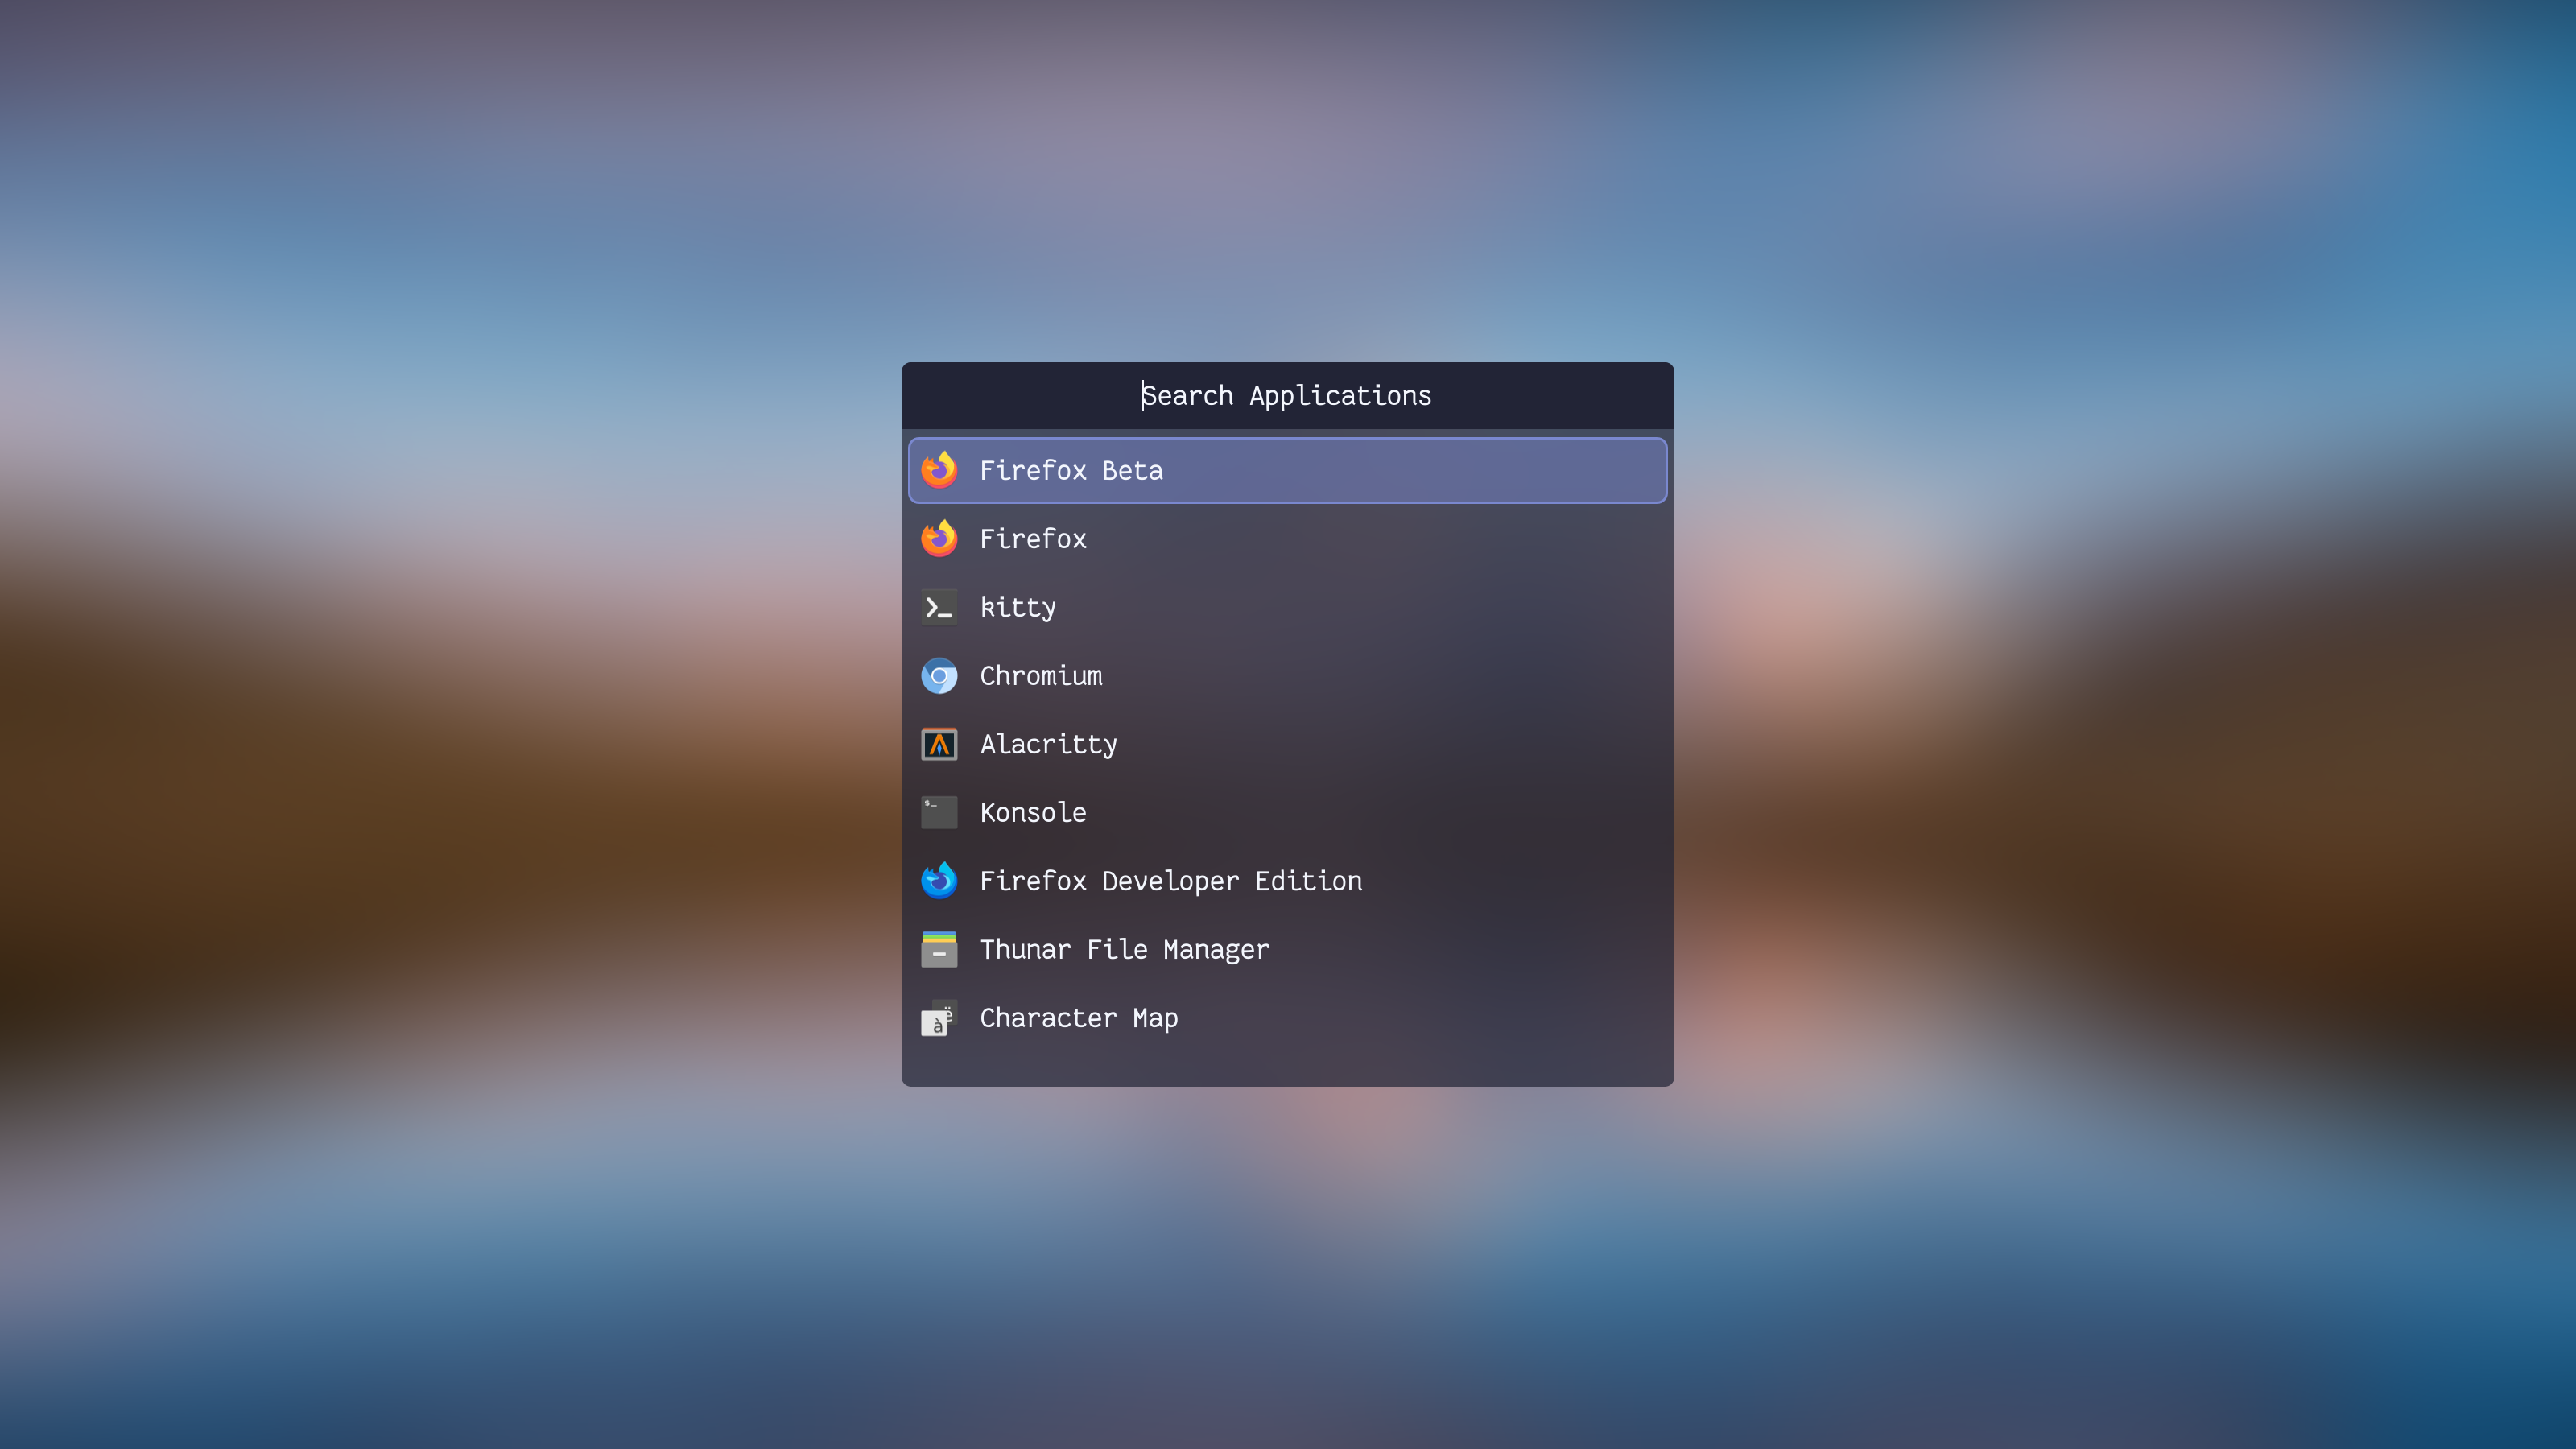 Search Applications
Firefox Beta
Firefox
kitty
Chromium
Alacritty
Konsole
Firefox Developer Edition
Thunar File Manager
Character Map